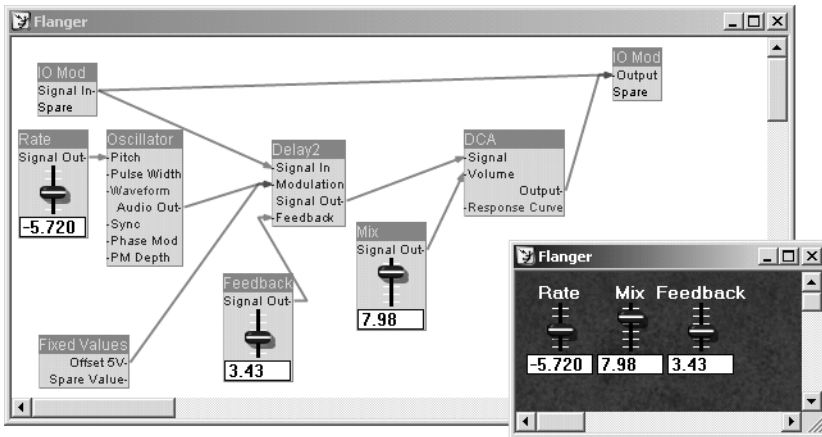 Flanger
IO Mod
Signal In
Spare
IO Mod
Output
Spare
Rate
Signal Out
-5.720
Oscillator
Pitch
Pulse Width
Waveform
Audio Out
Sync
Phase Mod
PM Depth
Delay2
Signal In
Modulation
Signal Out
Feedback
DCA
Signal
Volume
Output
Response Curve
Mix
Signal Out
7.98
Feedback
Signal Out
3.43
Fixed Values
Offset 5V
Spare Value
Flanger
Rate Mix Feedback
-5.720 7.98 3.43